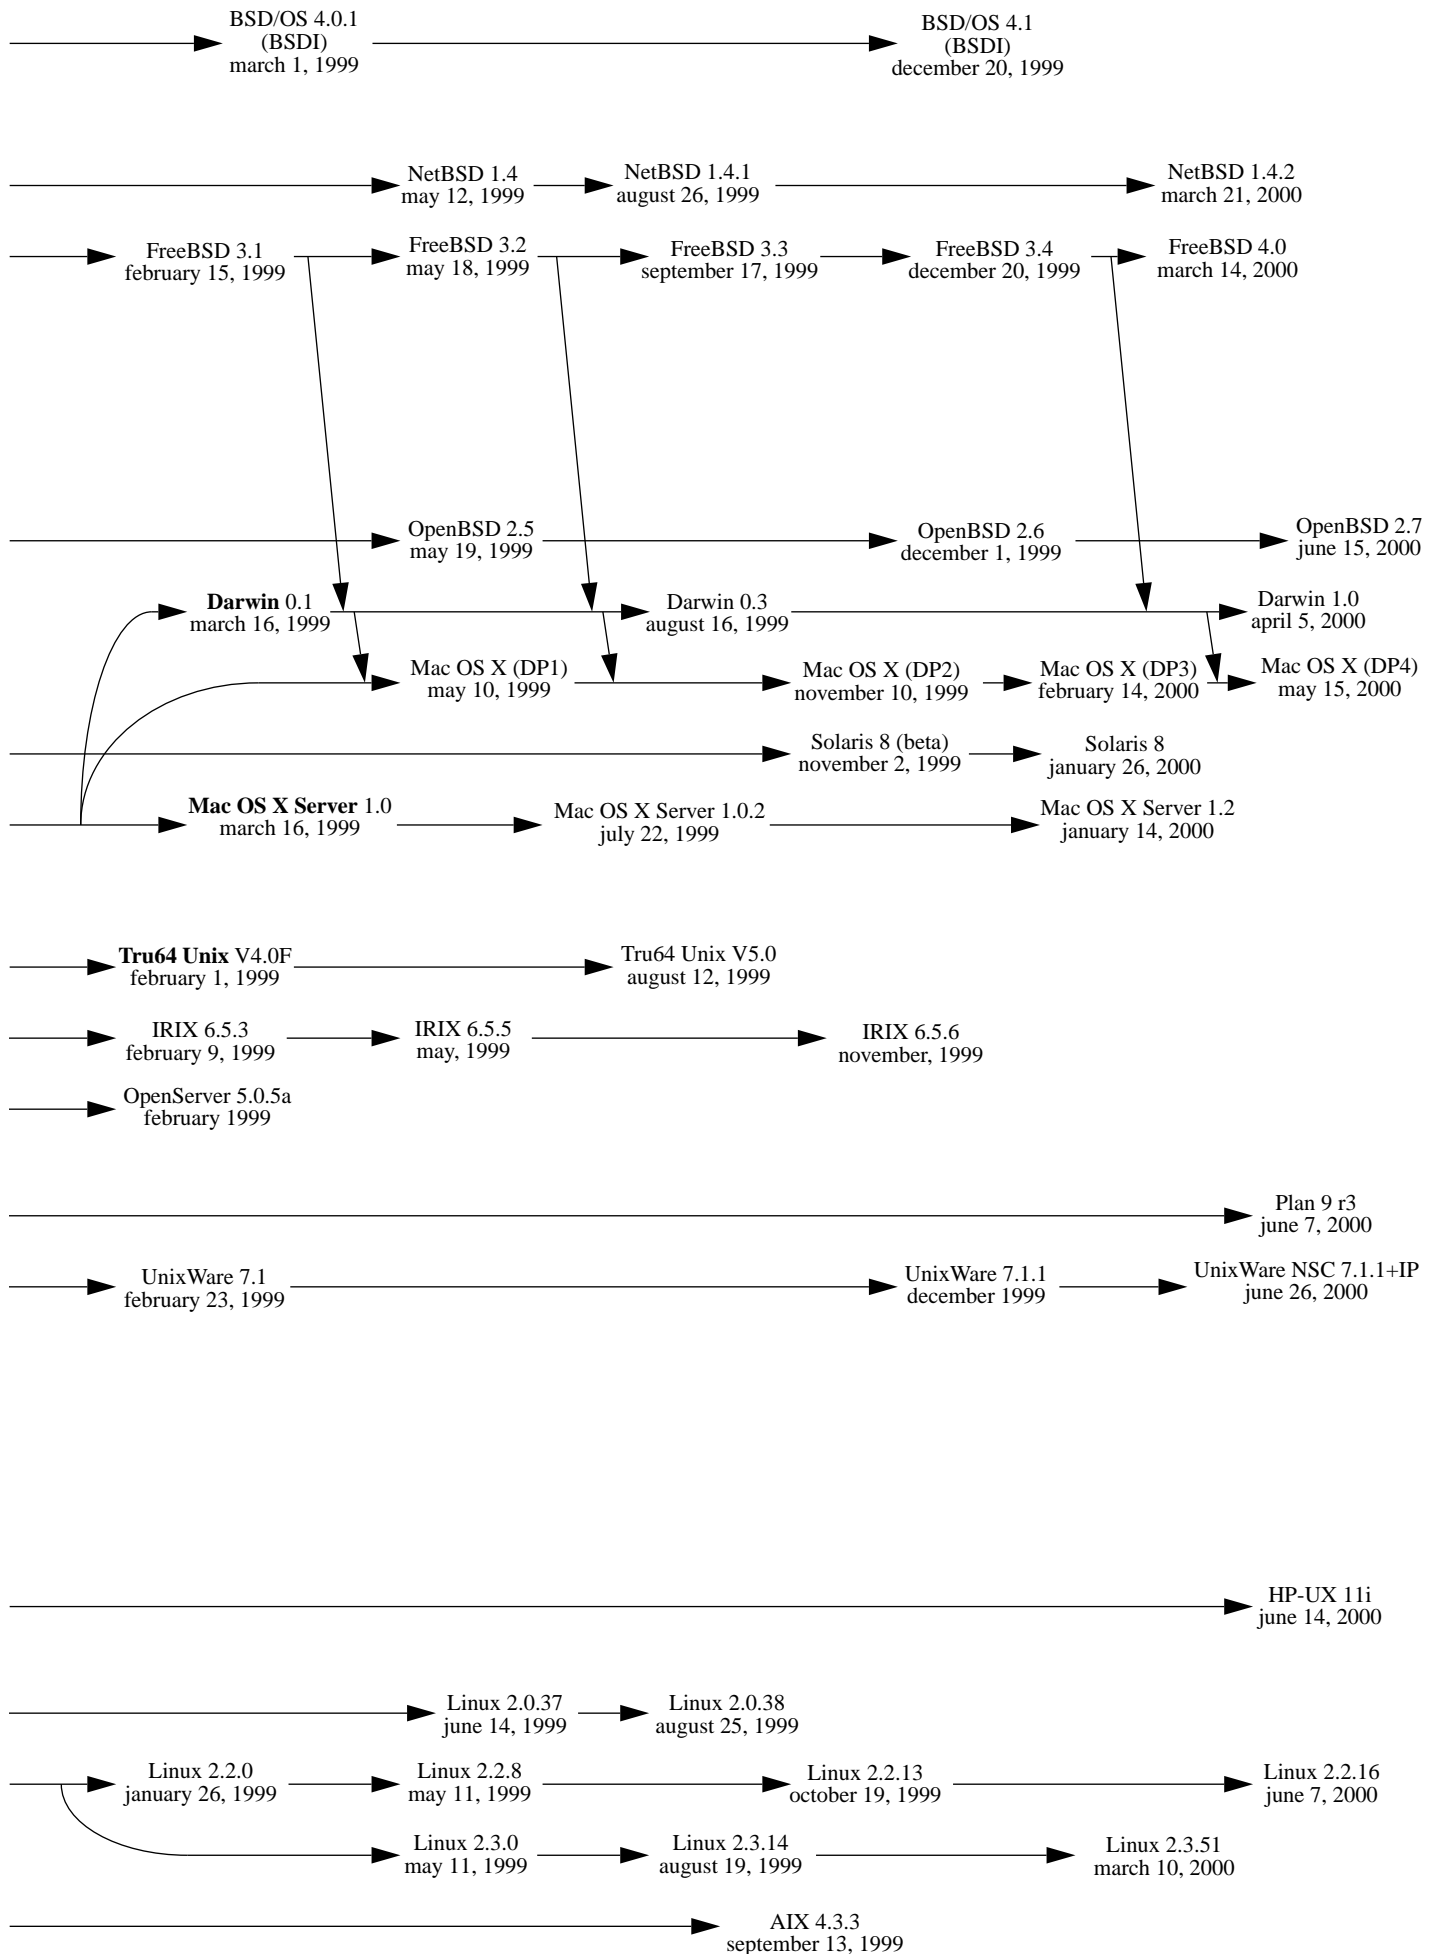 BSD/OS 4.0.1
(BSDI)
march 1, 1999
BSD/OS 4.1
(BSDI)
december 20, 1999
NetBSD 1.4
may 12, 1999
NetBSD 1.4.1
august 26, 1999
NetBSD 1.4.2
march 21, 2000
FreeBSD 3.1
february 15, 1999
FreeBSD 3.2
may 18, 1999
FreeBSD 3.3
september 17, 1999
FreeBSD 3.4
december 20, 1999
FreeBSD 4.0
march 14, 2000
OpenBSD 2.5
may 19, 1999
OpenBSD 2.6
december 1, 1999
OpenBSD 2.7
june 15, 2000
Darwin 0.1
march 16, 1999
Darwin 0.3
august 16, 1999
Darwin 1.0
april 5, 2000
Mac OS X (DP1)
may 10, 1999
Mac OS X (DP2)
november 10, 1999
Mac OS X (DP3)
february 14, 2000
Mac OS X (DP4)
may 15, 2000
Solaris 8 (beta)
november 2, 1999
Solaris 8
january 26, 2000
Mac OS X Server 1.0
march 16, 1999
Mac OS X Server 1.0.2
july 22, 1999
Mac OS X Server 1.2
january 14, 2000
Tru64 Unix V4.0F
february 1, 1999
Tru64 Unix V5.0
august 12, 1999
IRIX 6.5.3
february 9, 1999
IRIX 6.5.5
may, 1999
IRIX 6.5.6
november, 1999
OpenServer 5.0.5a
february 1999
Plan 9 r3
june 7, 2000
UnixWare 7.1
february 23, 1999
UnixWare 7.1.1
december 1999
UnixWare NSC 7.1.1+IP
june 26, 2000
HP-UX 11i
june 14, 2000
Linux 2.0.37
june 14, 1999
Linux 2.0.38
august 25, 1999
Linux 2.2.0
january 26, 1999
Linux 2.2.8
may 11, 1999
Linux 2.2.13
october 19, 1999
Linux 2.2.16
june 7, 2000
Linux 2.3.0
may 11, 1999
Linux 2.3.14
august 19, 1999
Linux 2.3.51
march 10, 2000
AIX 4.3.3
september 13, 1999